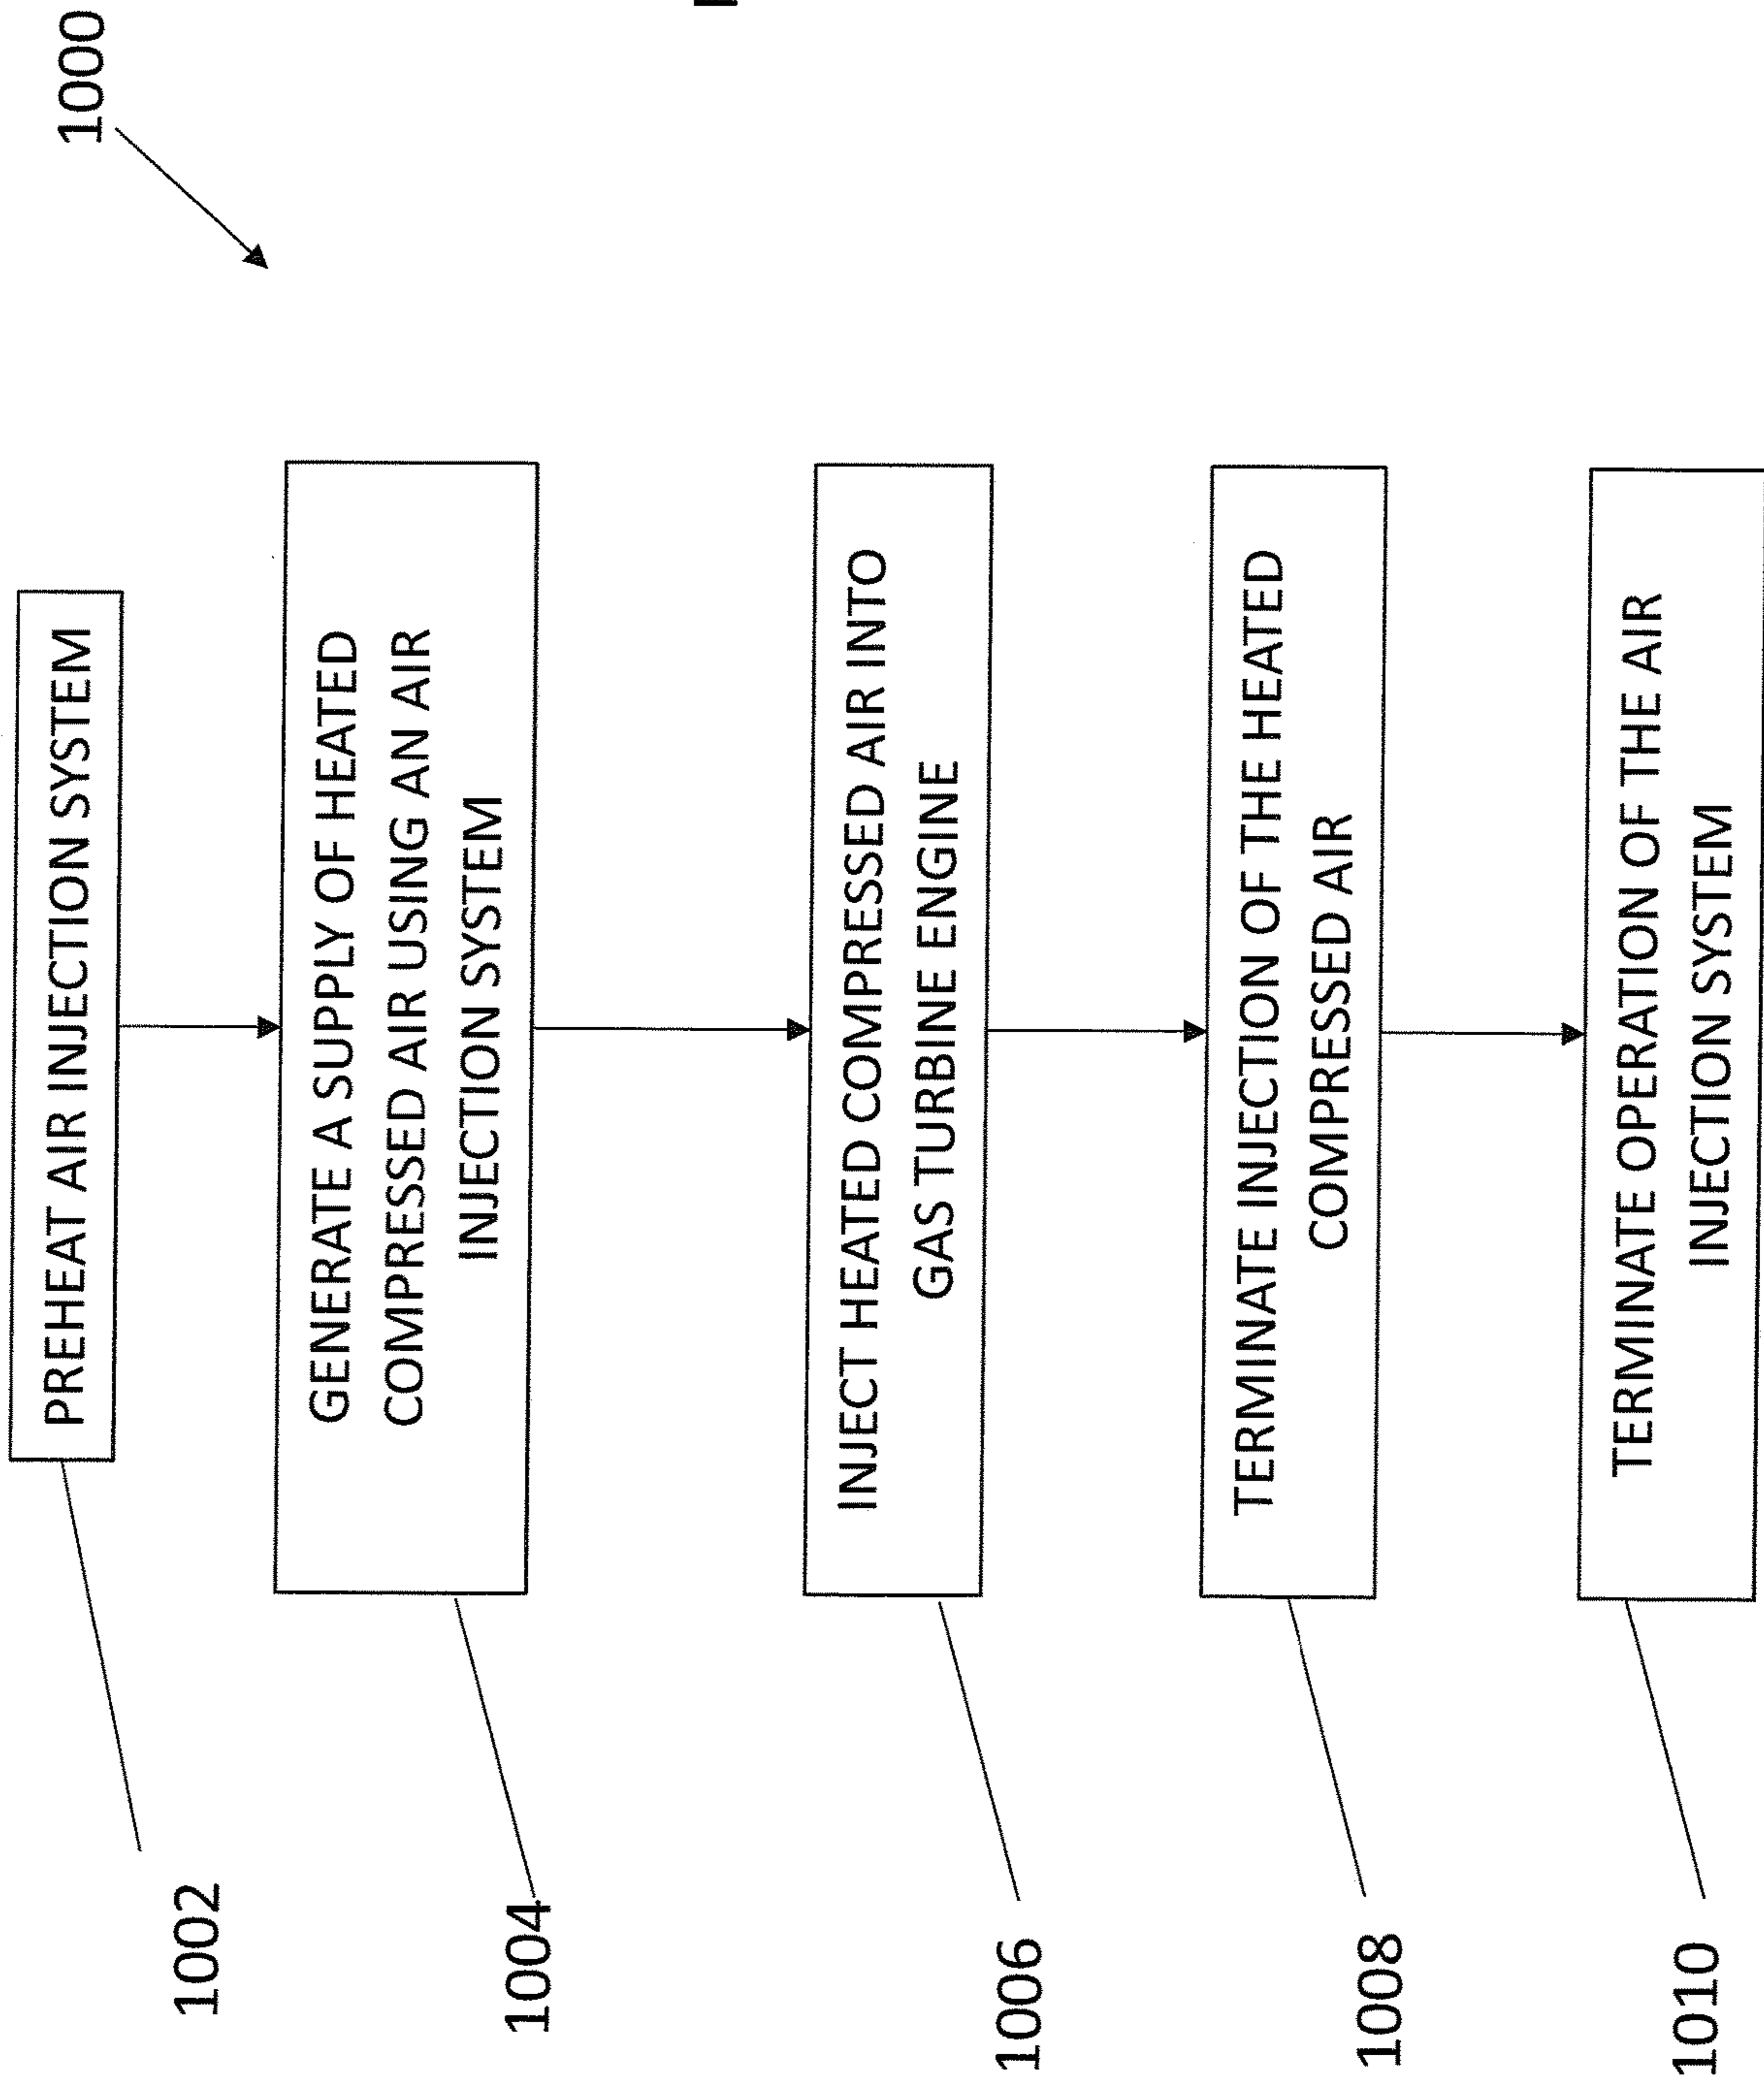 1000
PREHEAT AIR INJECTION SYSTEM
1002
GENERATE A SUPPLY OF HEATED
COMPRESSED AIR USING AN AIR
INJECTION SYSTEM
1004
INJECT HEATED COMPRESSED AIR INTO
GAS TURBINE ENGINE
1006
TERMINATE INJECTION OF THE HEATED
COMPRESSED AIR
1008
TERMINATE OPERATION OF THE AIR
INJECTION SYSTEM
1010